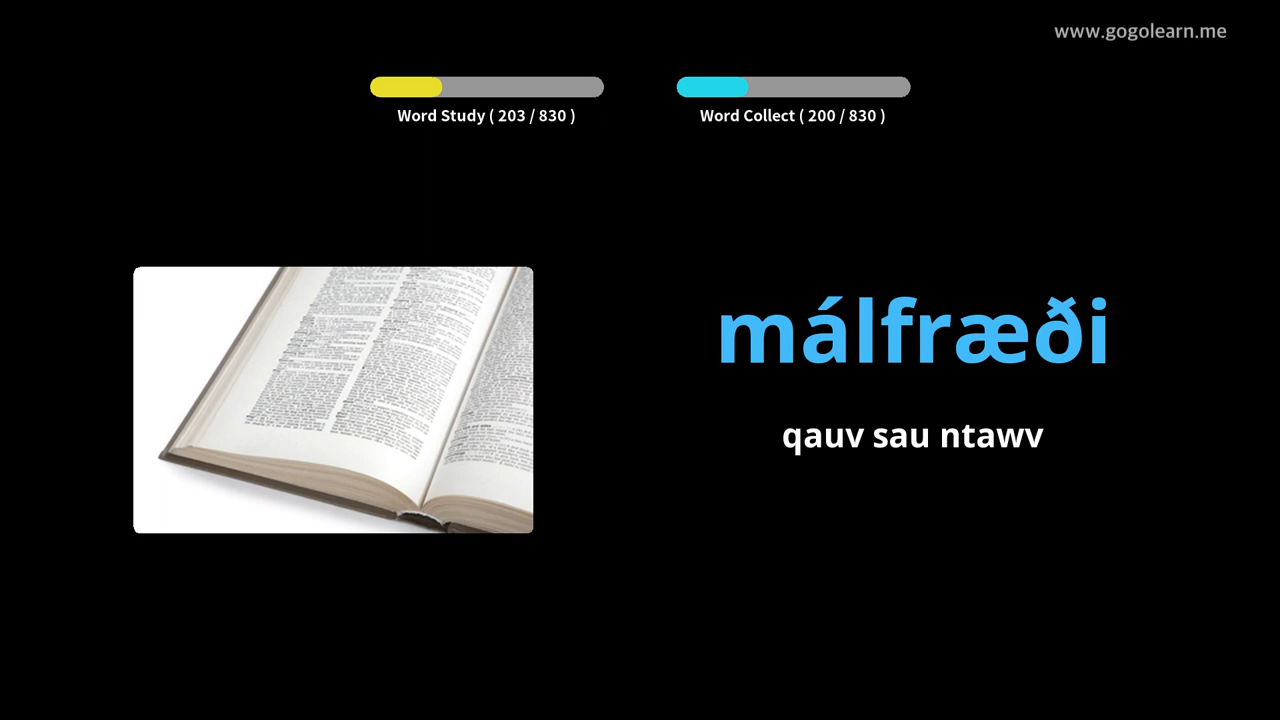 www.gogolearn.me
Word Study ( 203 / 830 )
Word Collect ( 200 / 830 )
málfræði
qauv sau ntawv